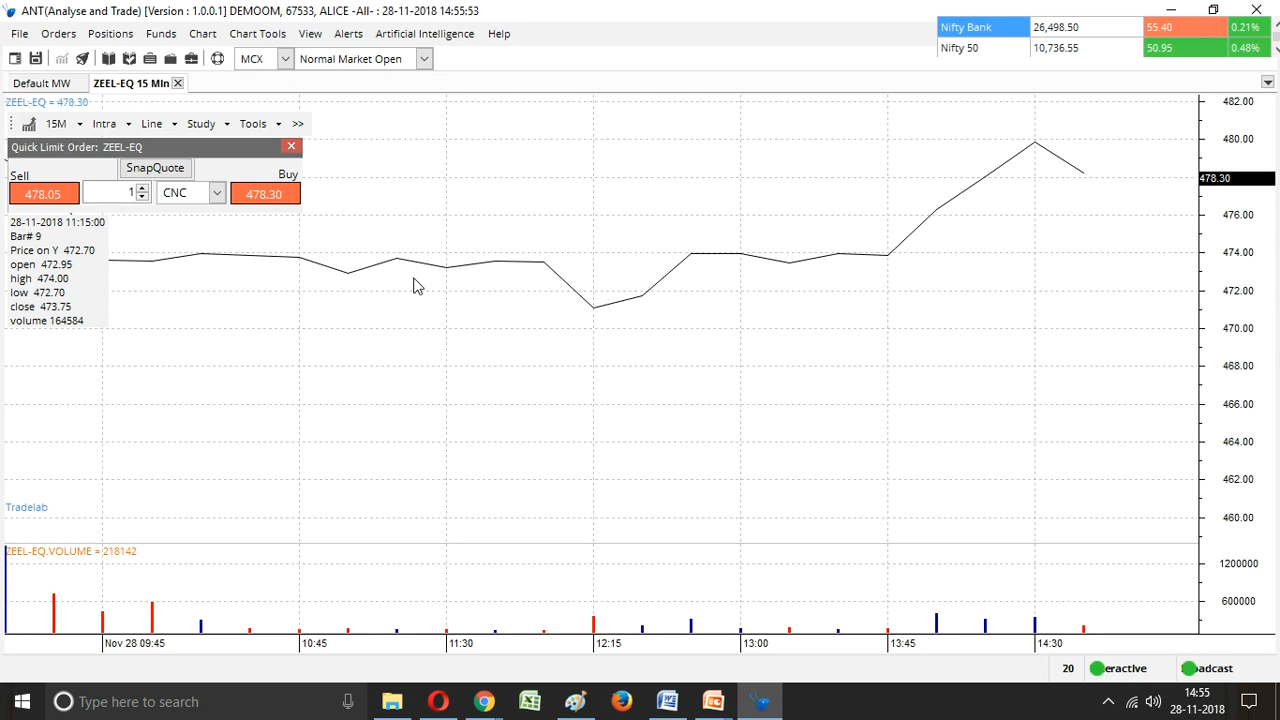 ANT(Analyse and Trade) [Version : 1.0.0.1] DEMOOM, 67533, ALICE -All- : 28-11-2018 14:55:53
File Orders Positions Funds Chart ChartIQ View Alerts Artificial Intelligence Help
Nifty Bank 26,498.50 55.40 0.21%
Nifty 50 10,736.55 50.95 0.48%
MCX Normal Market Open
Default MW ZEEL-EQ 15 MIn
ZEEL-EQ = 478.30
15M Intra Line Study Tools >>
Quick Limit Order: ZEEL-EQ
SnapQuote
Sell Buy
478.05 1 CNC 478.30
28-11-2018 11:15:00
Bar# 9
Price on Y 472.70
open 472.95
high 474.00
low 472.70
close 473.75
volume 164584
482.00
480.00
478.30
476.00
474.00
472.00
470.00
468.00
466.00
464.00
462.00
460.00
Tradelab
ZEEL-EQ.VOLUME = 218142
1200000
600000
Nov 28 09:45 10:45 11:30 12:15 13:00 13:45 14:30
20 eractive oadcast
Type here to search
14:55
28-11-2018